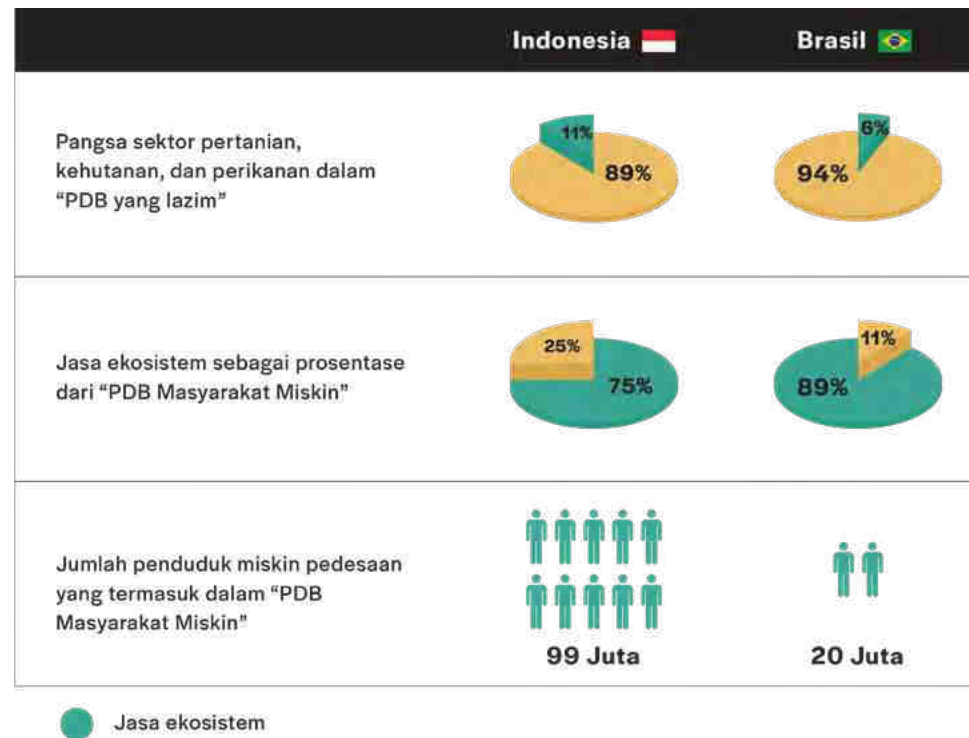 Indonesia
Brasil
Pangsa sektor pertanian,
kehutanan, dan perikanan dalam
“PDB yang lazim”
11%
89%
6%
94%
Jasa ekosistem sebagai prosentase
dari “PDB Masyarakat Miskin”
25%
75%
11%
89%
Jumlah penduduk miskin pedesaan
yang termasuk dalam “PDB
Masyarakat Miskin”
99 Juta
20 Juta
Jasa ekosistem